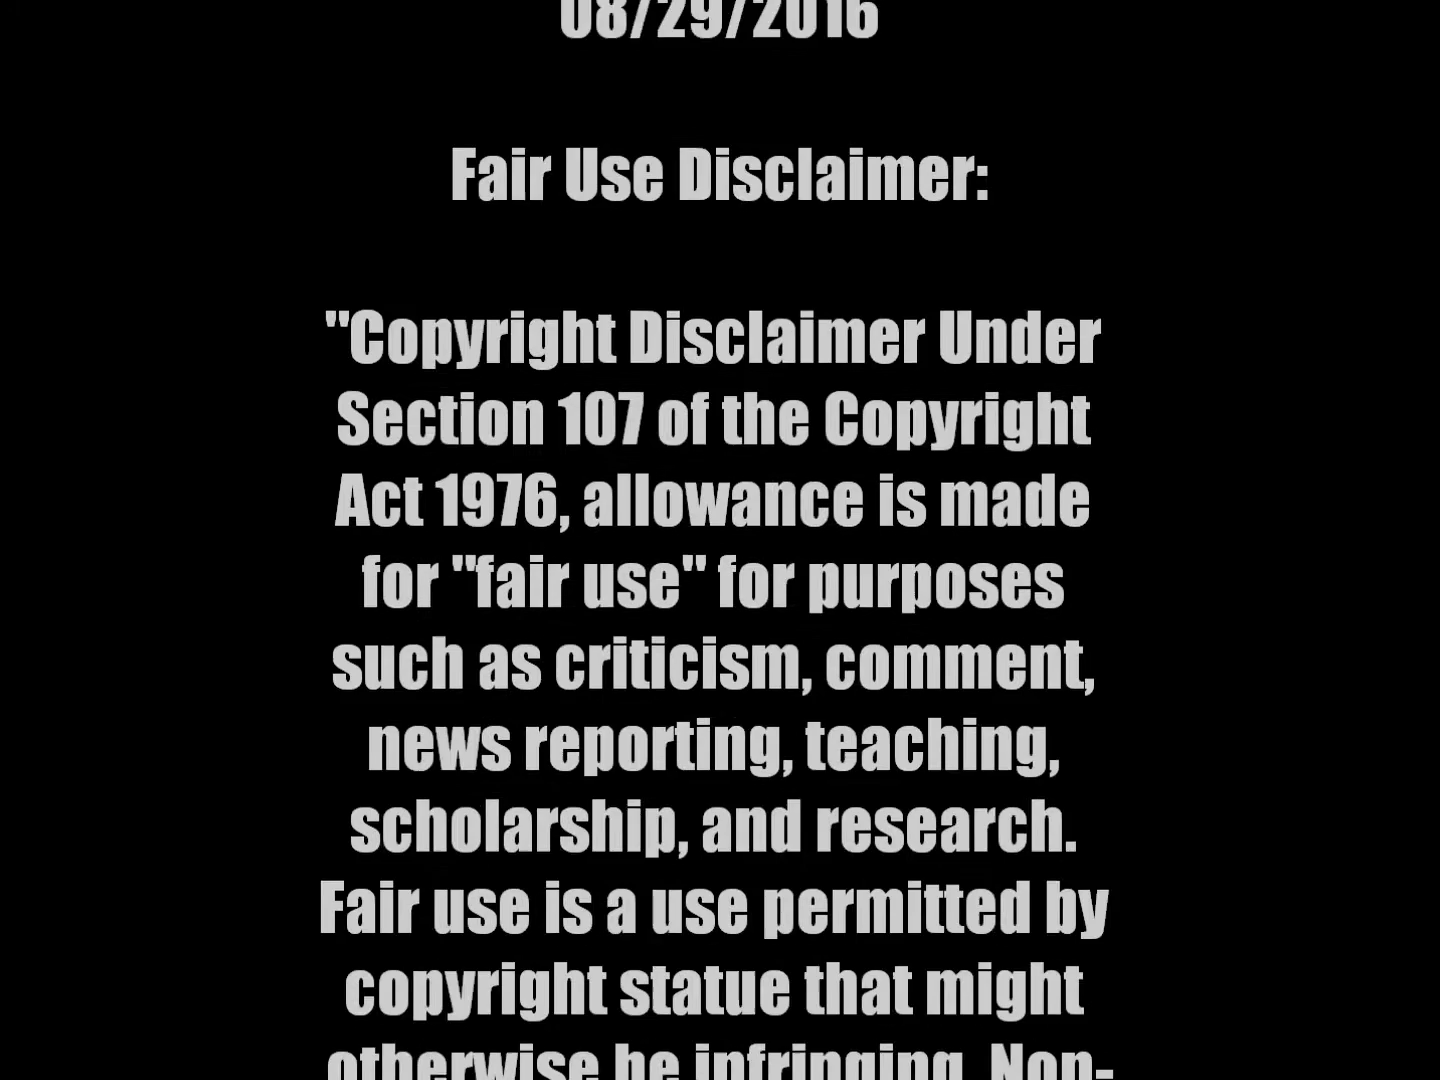 08/29/2016
Fair Use Disclaimer:
"Copyright Disclaimer Under
Section 107 of the Copyright
Act 1976, allowance is made
for "fair use" for purposes
such as criticism, comment,
news reporting, teaching,
scholarship, and research.
Fair use is a use permitted by
copyright statue that might
otherwise be infringing. Non-